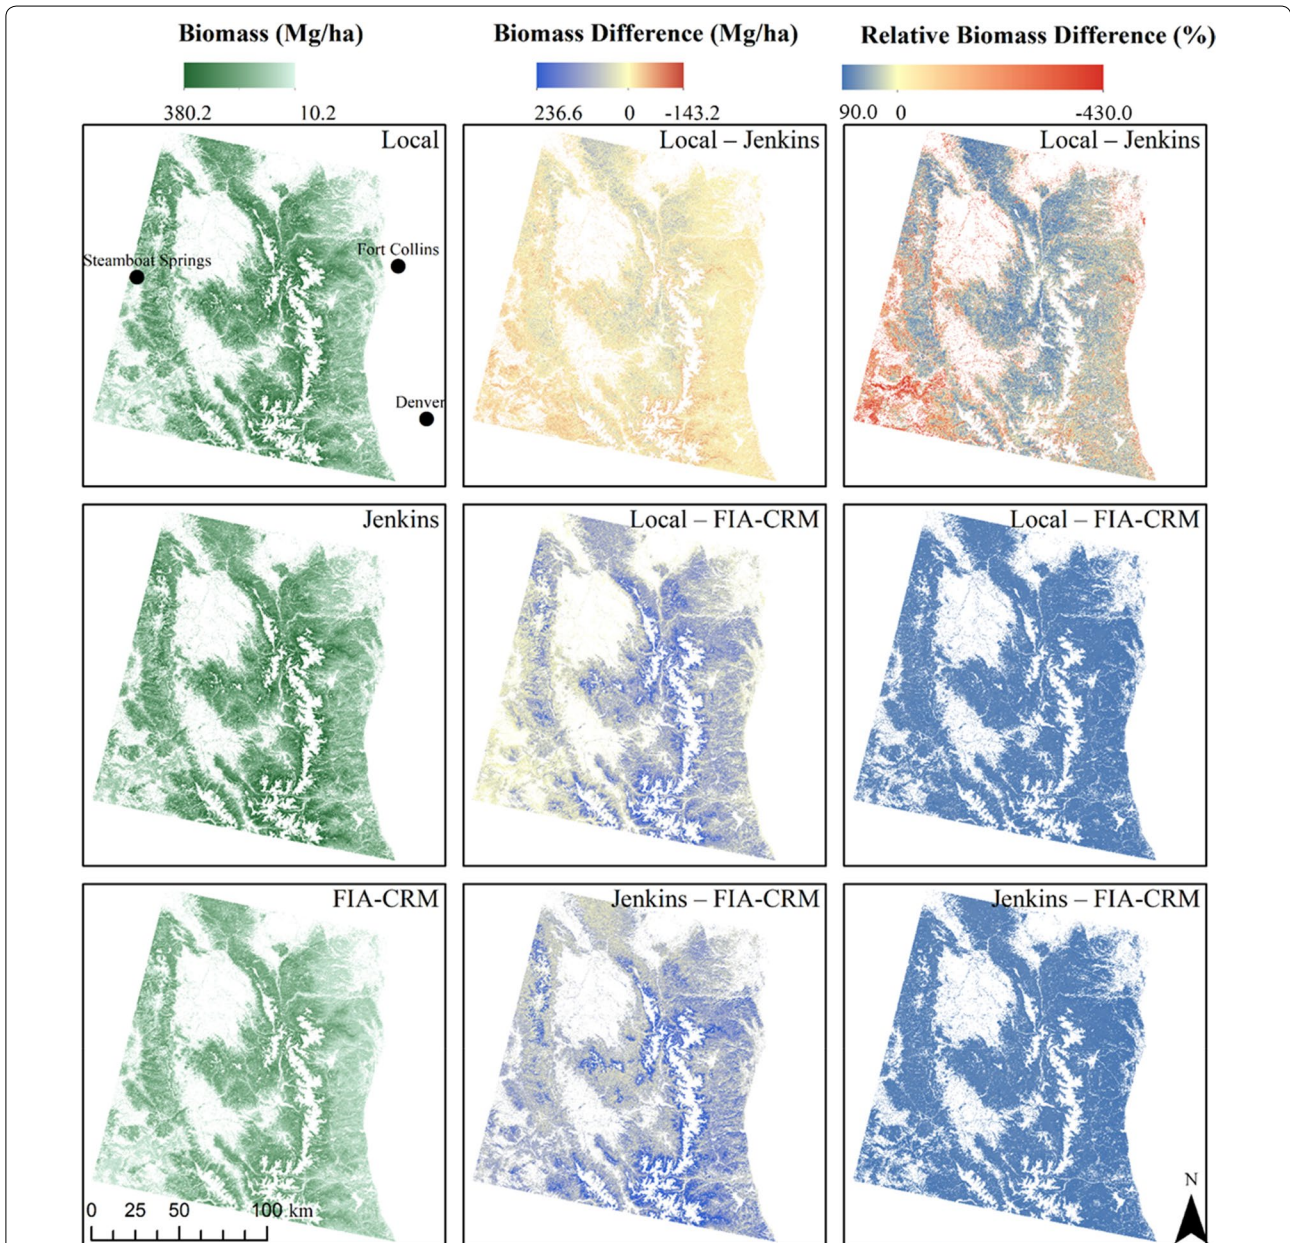 Biomass (Mg/ha)
Biomass Difference (Mg/ha)
Relative Biomass Difference (%)
380.2 10.2
236.6 0 -143.2
90.0 0 -430.0
Local
Local – Jenkins
Local – Jenkins
Steamboat Springs
Fort Collins
Denver
Jenkins
Local – FIA-CRM
Local – FIA-CRM
FIA-CRM
Jenkins – FIA-CRM
Jenkins – FIA-CRM
0 25 50 100 km
N